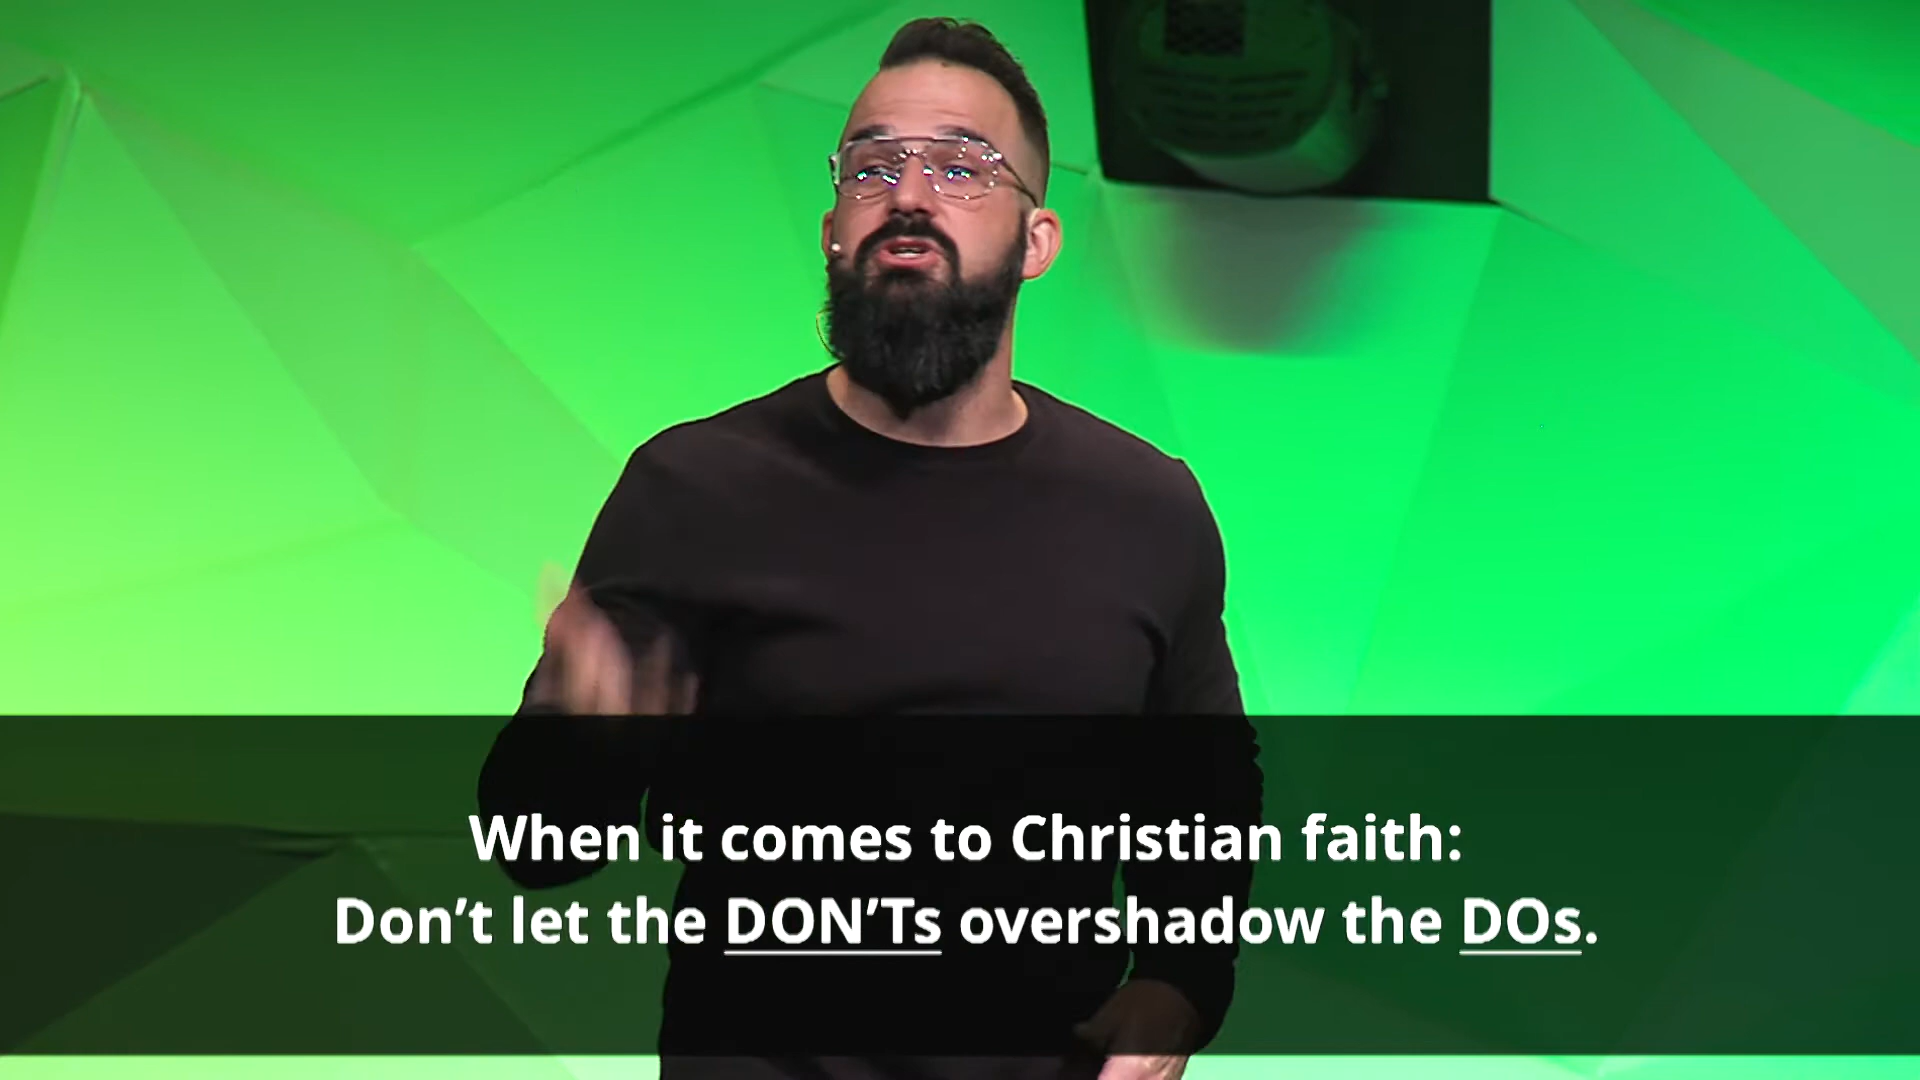 When it comes to Christian faith:
Don’t let the DON’Ts overshadow the DOs.